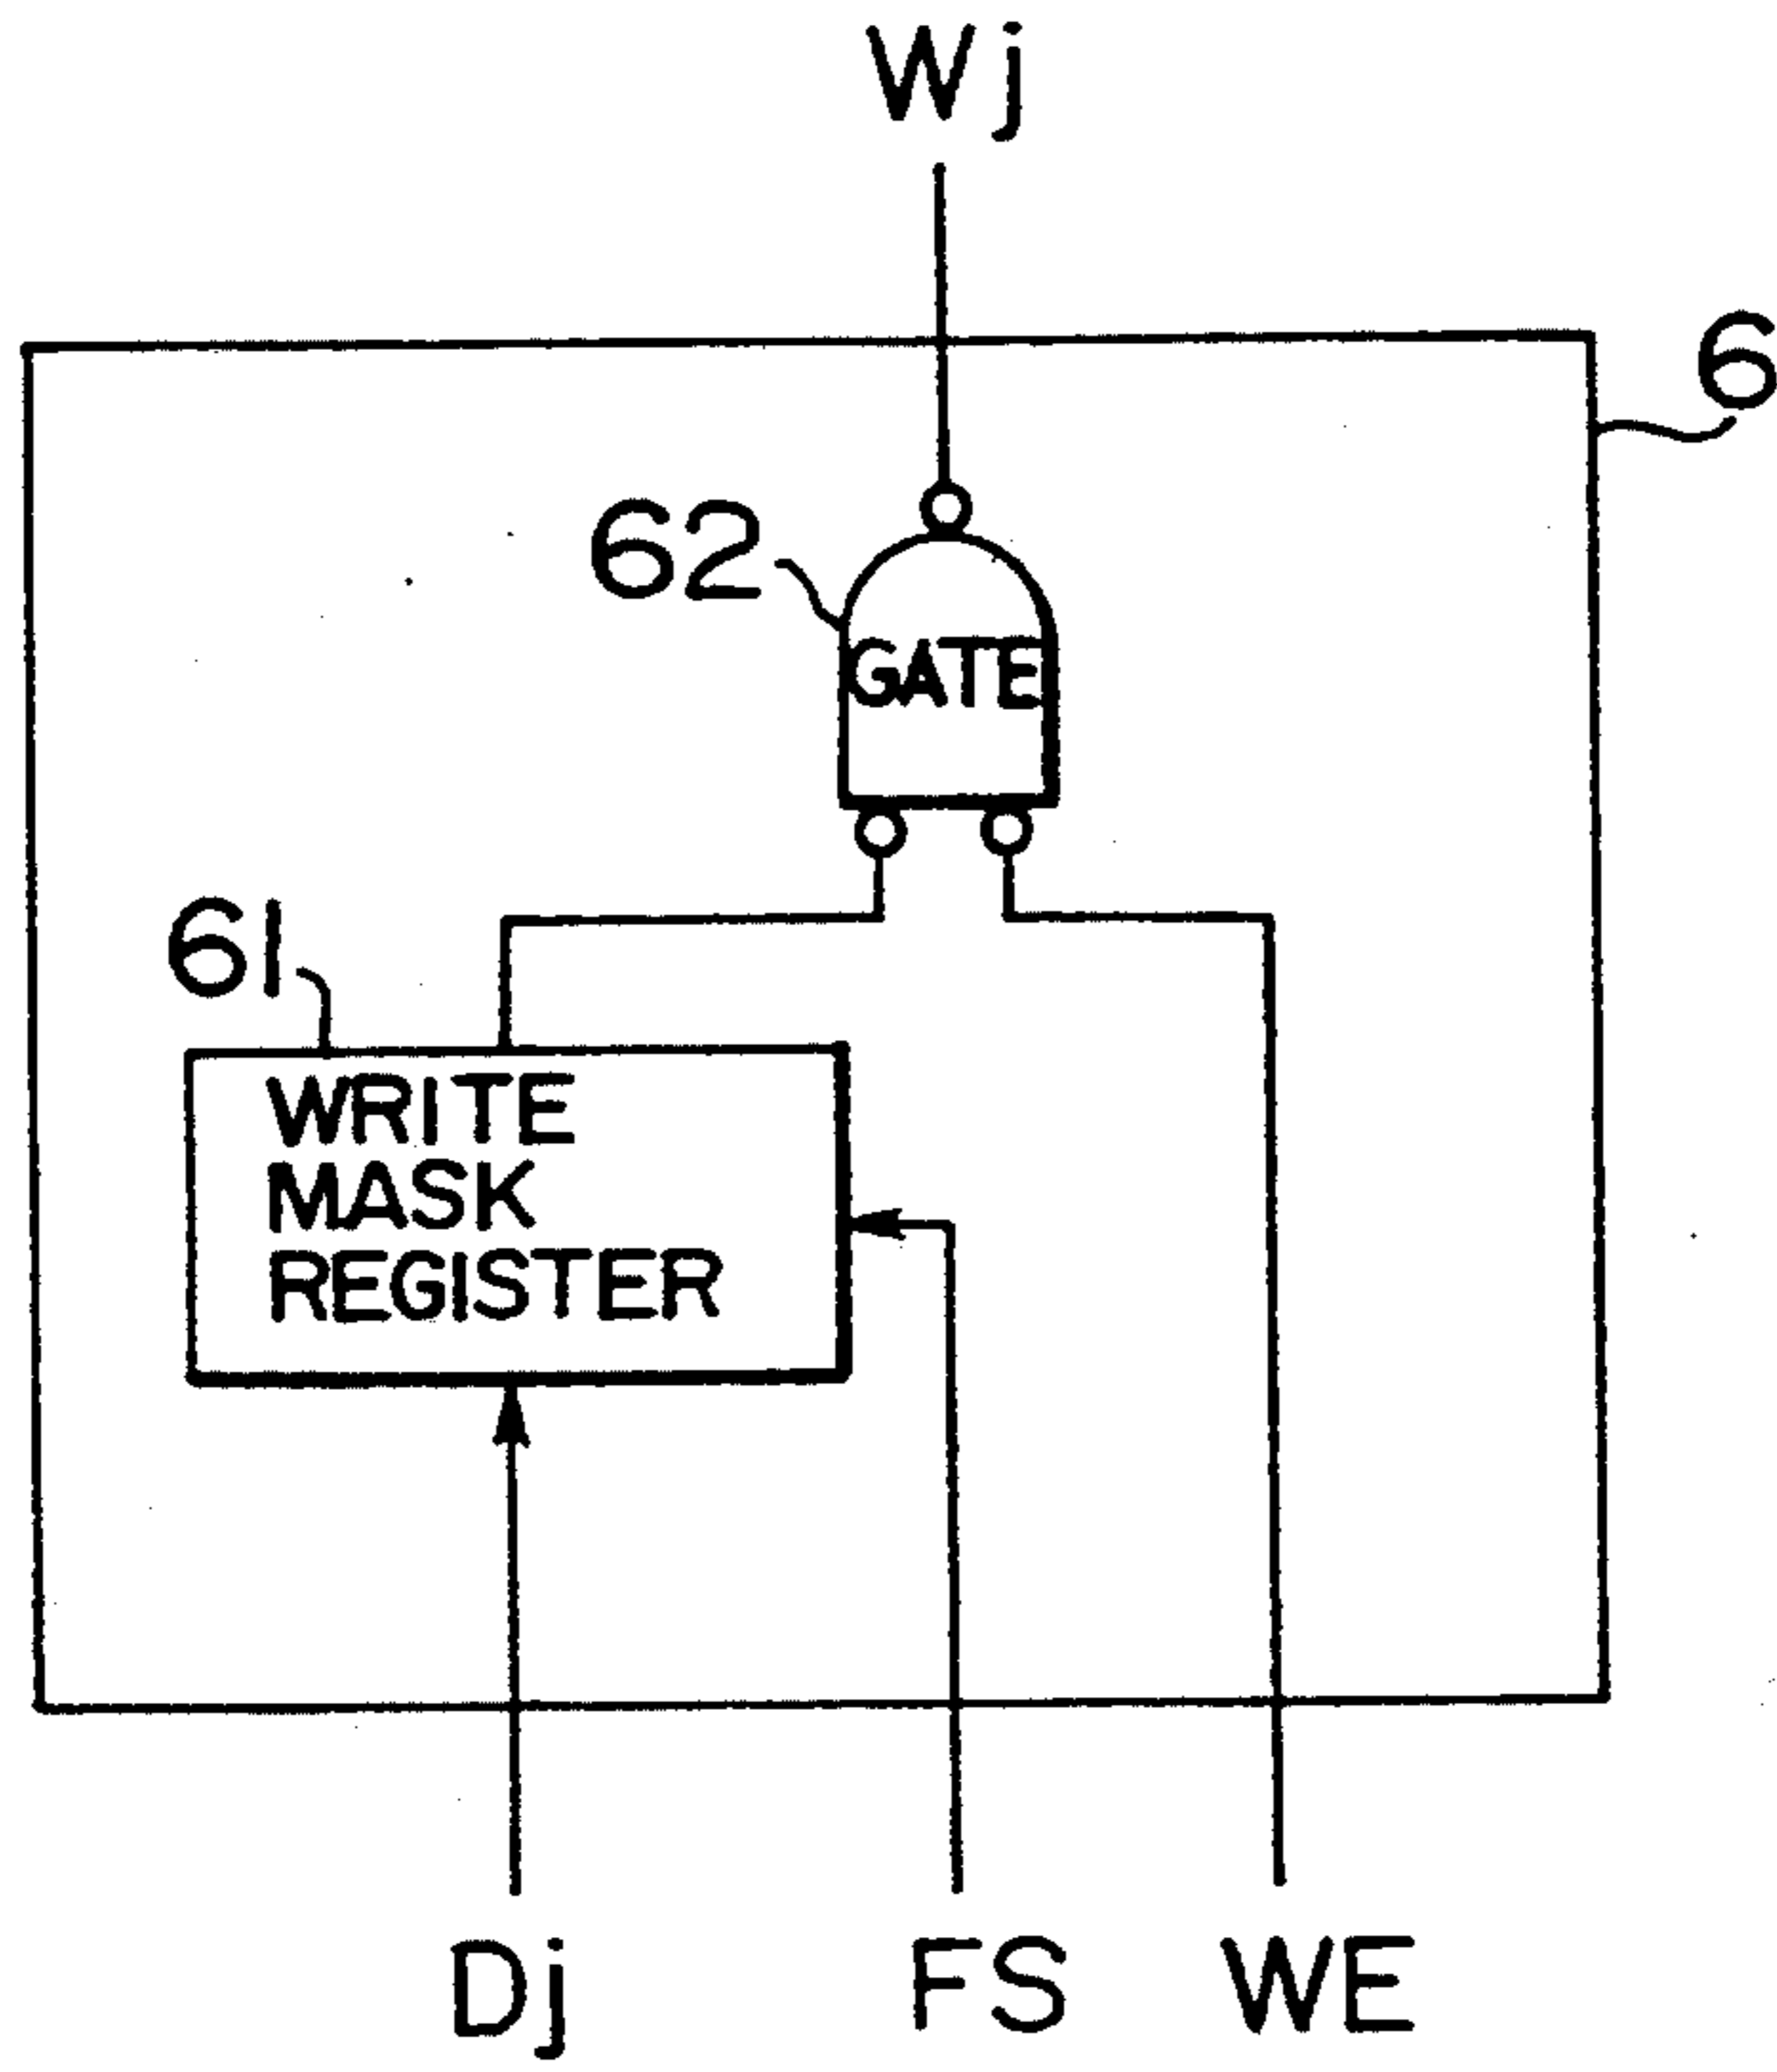 Wj
6
62
GATE
61
WRITE
MASK
REGISTER
Dj FS WE